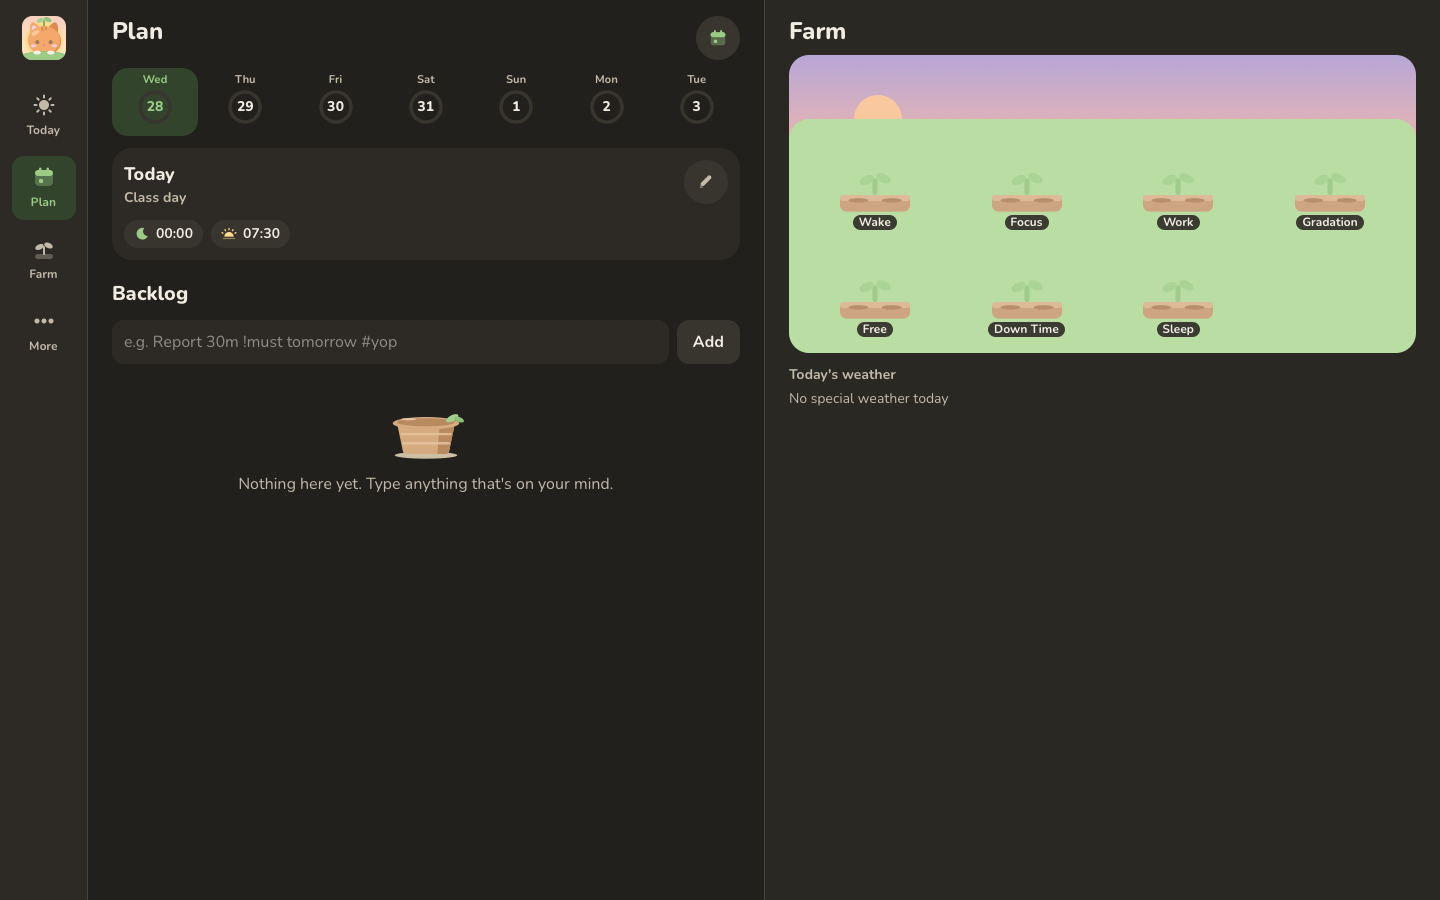 Today
Plan
Farm
More
Plan
Wed Thu Fri Sat Sun Mon Tue
28 29 30 31 1 2 3
Today
Class day
00:00 07:30
Backlog
e.g. Report 30m !must tomorrow #yop
Add
Nothing here yet. Type anything that's on your mind.
Farm
Wake Focus Work Gradation
Free Down Time Sleep
Today's weather
No special weather today